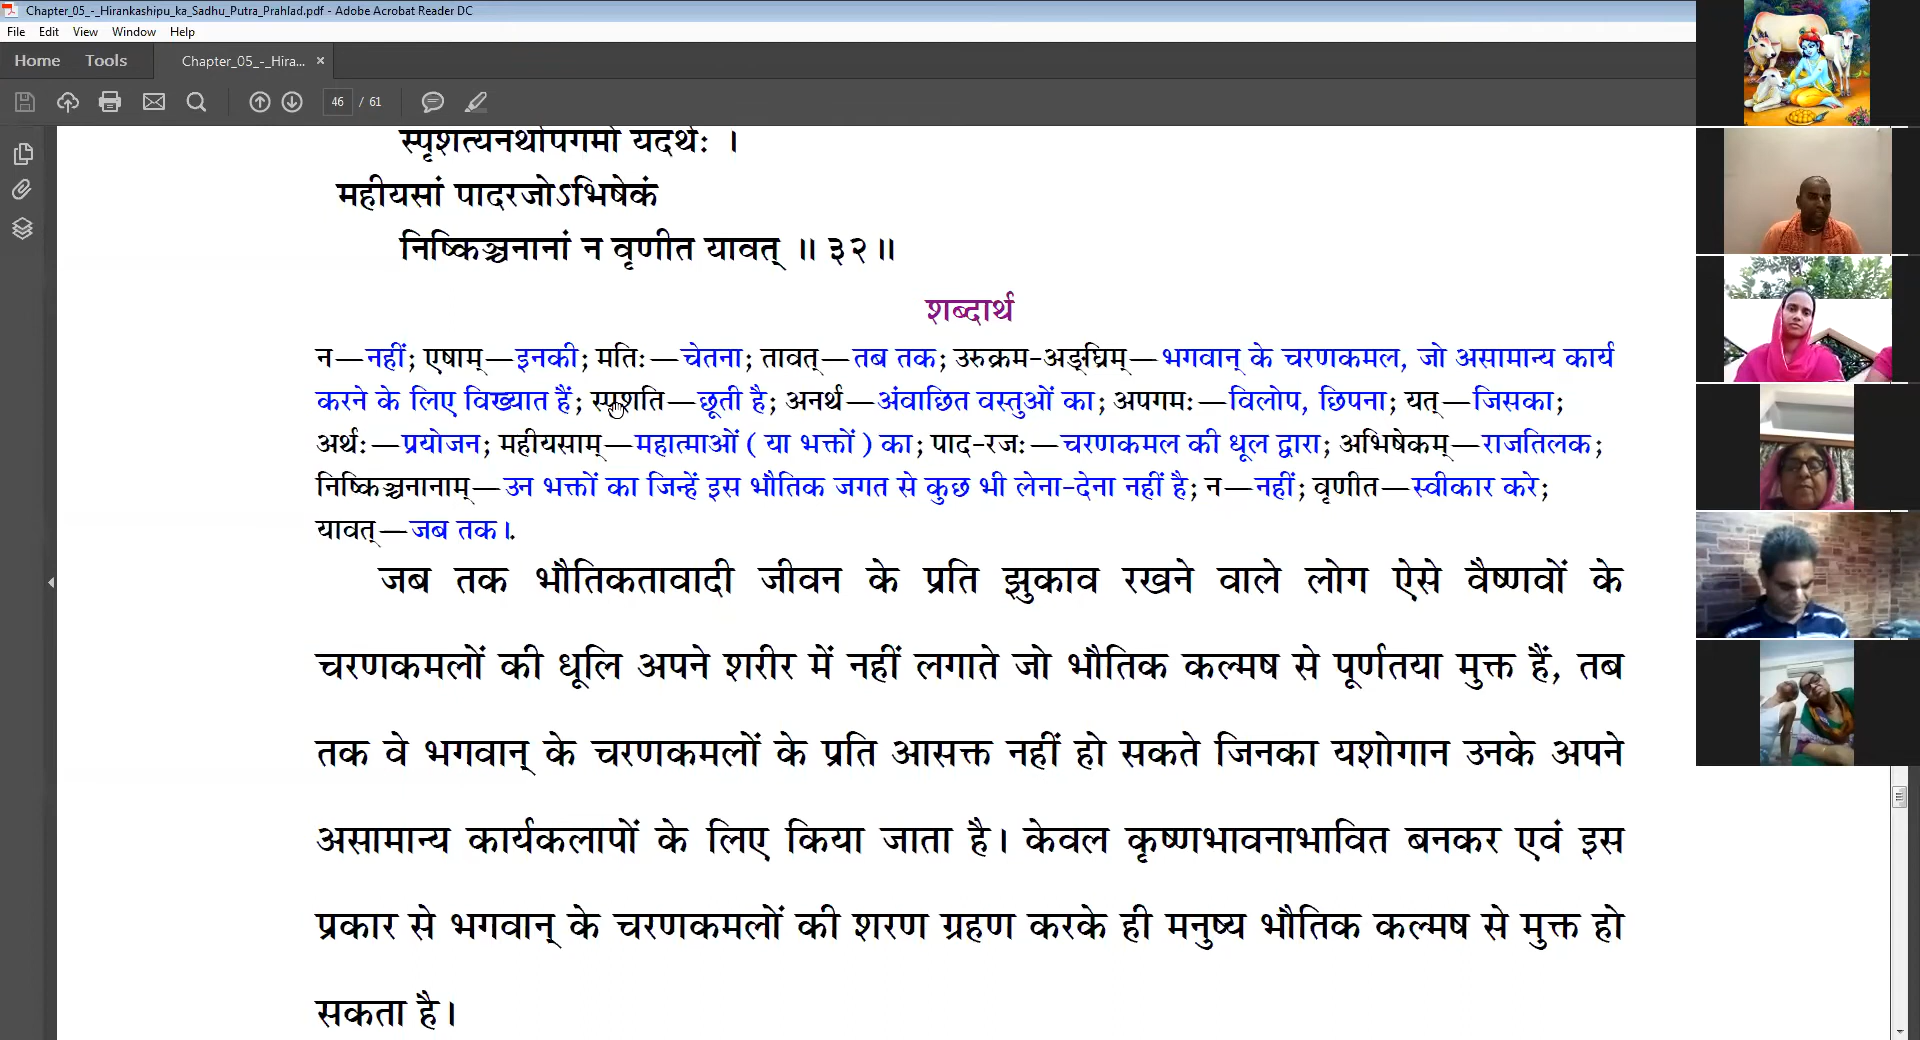 Chapter_05_-_Hirankashipu_ka_Sadhu_Putra_Prahlad.pdf - Adobe Acrobat Reader DC
File Edit View Window Help
Home Tools Chapter_05_-_Hira... ×
46 / 61
स्पृशत्यनर्थापगमो यदर्थः ।
महीयसां पादरजोऽभिषेकं
निष्किञ्चनानां न वृणीत यावत् ॥ ३२॥
शब्दार्थ
न—नहीं; एषाम्—इनकी; मतिः—चेतना; तावत्—तब तक; उरुक्रम-अङ्घ्रिम्—भगवान् के चरणकमल, जो असामान्य कार्य
करने के लिए विख्यात हैं; स्पृशति—छूती है; अनर्थ—अंवाछित वस्तुओं का; अपगमः—विलोप, छिपना; यत्—जिसका;
अर्थः—प्रयोजन; महीयसाम्—महात्माओं ( या भक्तों ) का; पाद-रजः—चरणकमल की धूल द्वारा; अभिषेकम्—राजतिलक;
निष्किञ्चनानाम्—उन भक्तों का जिन्हें इस भौतिक जगत से कुछ भी लेना-देना नहीं है; न—नहीं; वृणीत—स्वीकार करे;
यावत्—जब तक।.
जब तक भौतिकतावादी जीवन के प्रति झुकाव रखने वाले लोग ऐसे वैष्णवों के
चरणकमलों की धूलि अपने शरीर में नहीं लगाते जो भौतिक कल्मष से पूर्णतया मुक्त हैं, तब
तक वे भगवान् के चरणकमलों के प्रति आसक्त नहीं हो सकते जिनका यशोगान उनके अपने
असामान्य कार्यकलापों के लिए किया जाता है। केवल कृष्णभावनाभावित बनकर एवं इस
प्रकार से भगवान् के चरणकमलों की शरण ग्रहण करके ही मनुष्य भौतिक कल्मष से मुक्त हो
सकता है।